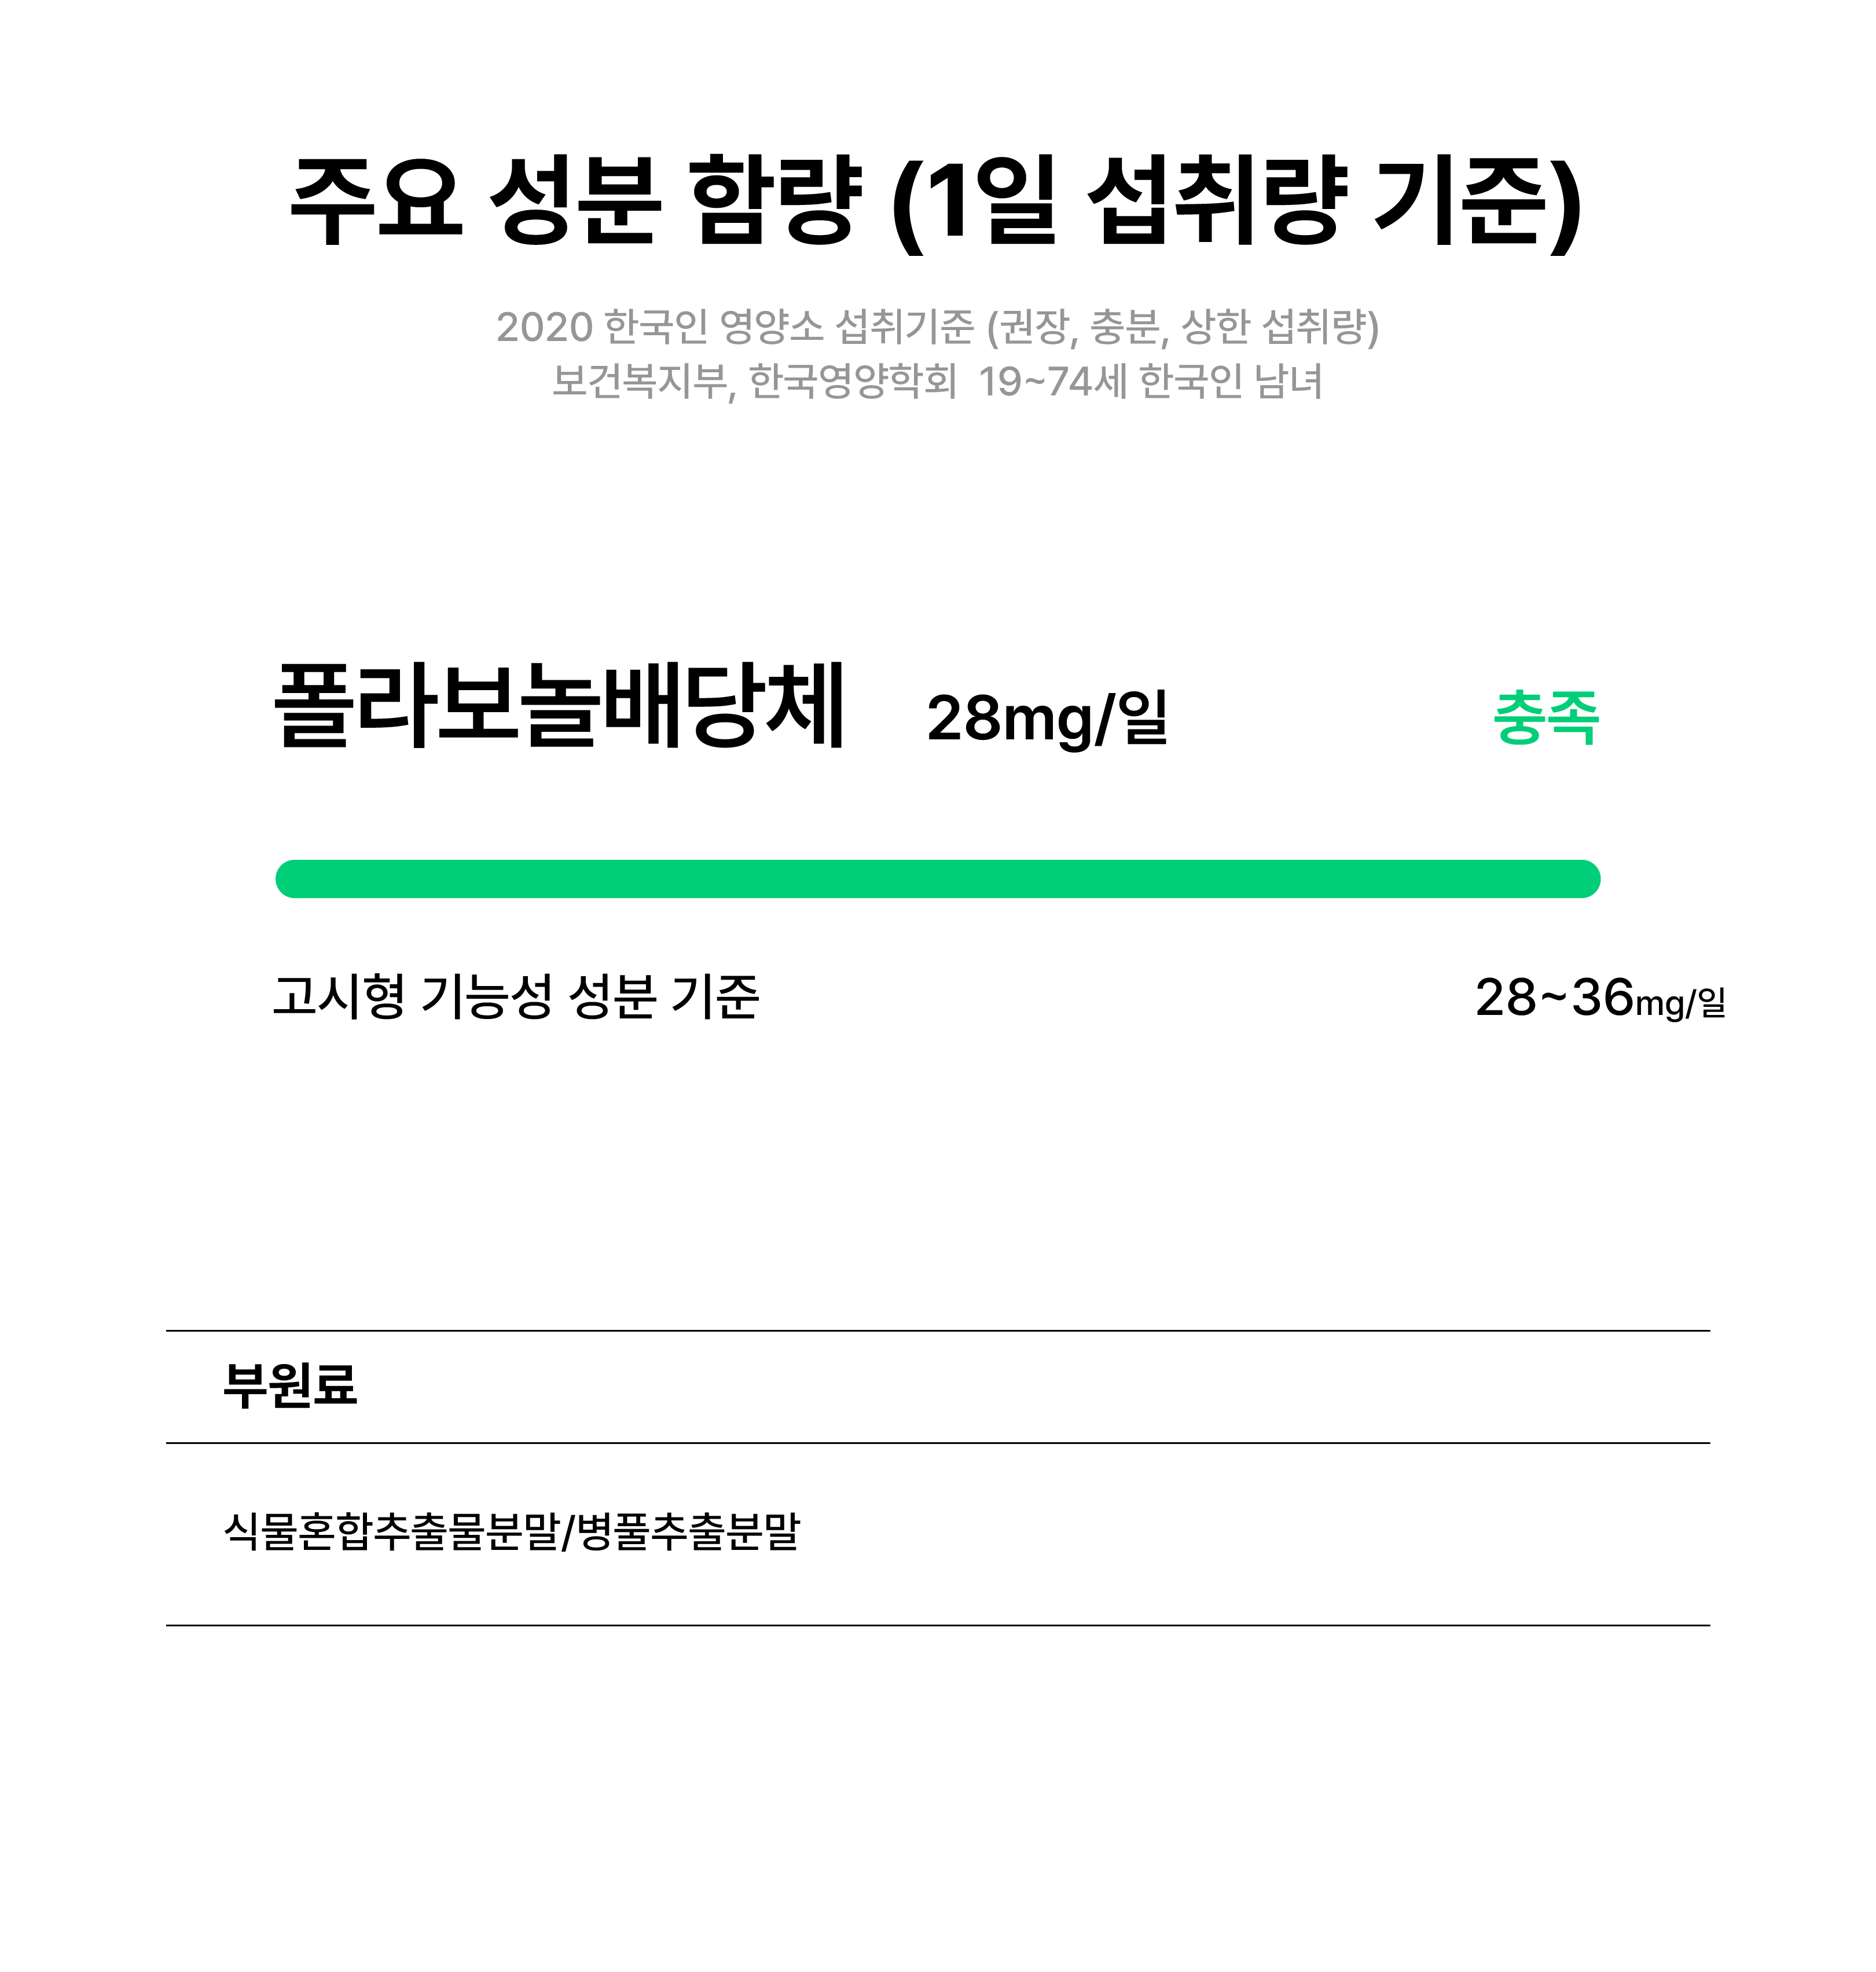 주요 성분 함량 (1일 섭취량 기준)
2020 한국인 영양소 섭취기준 (권장, 충분, 상한 섭취량)
보건복지부, 한국영양학회 19~74세 한국인 남녀
폴라보놀배당체 28mg/일 충족
고시형 기능성 성분 기준 28~36mg/일
부원료
식물혼합추출물분말/병풀추출분말